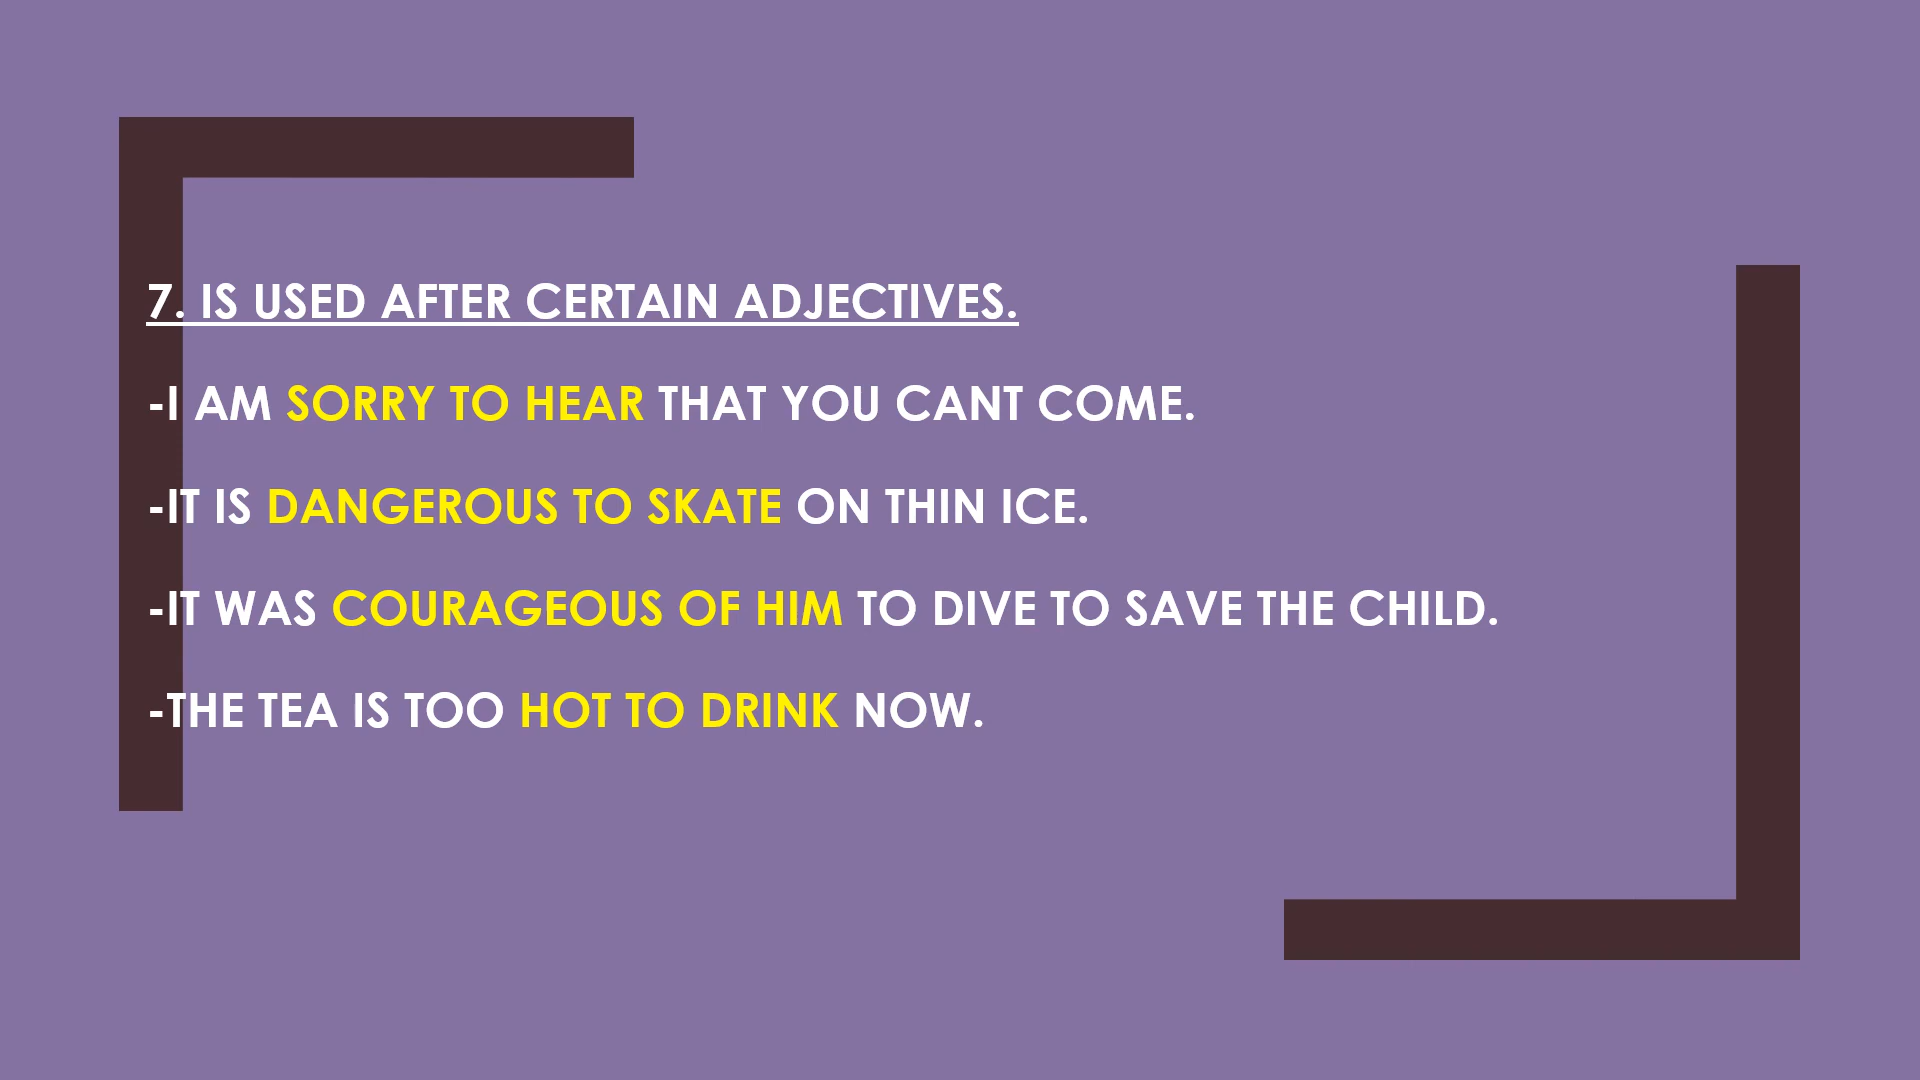 7. IS USED AFTER CERTAIN ADJECTIVES.
-I AM SORRY TO HEAR THAT YOU CANT COME.
-IT IS DANGEROUS TO SKATE ON THIN ICE.
-IT WAS COURAGEOUS OF HIM TO DIVE TO SAVE THE CHILD.
-THE TEA IS TOO HOT TO DRINK NOW.